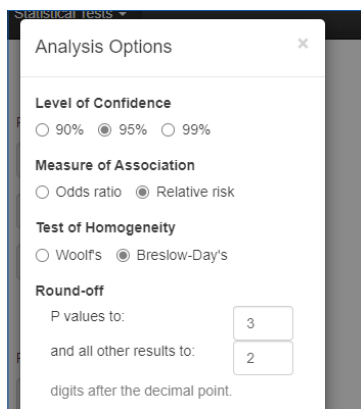 Statistical Tests
Analysis Options
×
Level of Confidence
90% 95% 99%
Measure of Association
Odds ratio Relative risk
Test of Homogeneity
Woolf's Breslow-Day's
Round-off
P values to: 3
and all other results to: 2
digits after the decimal point.